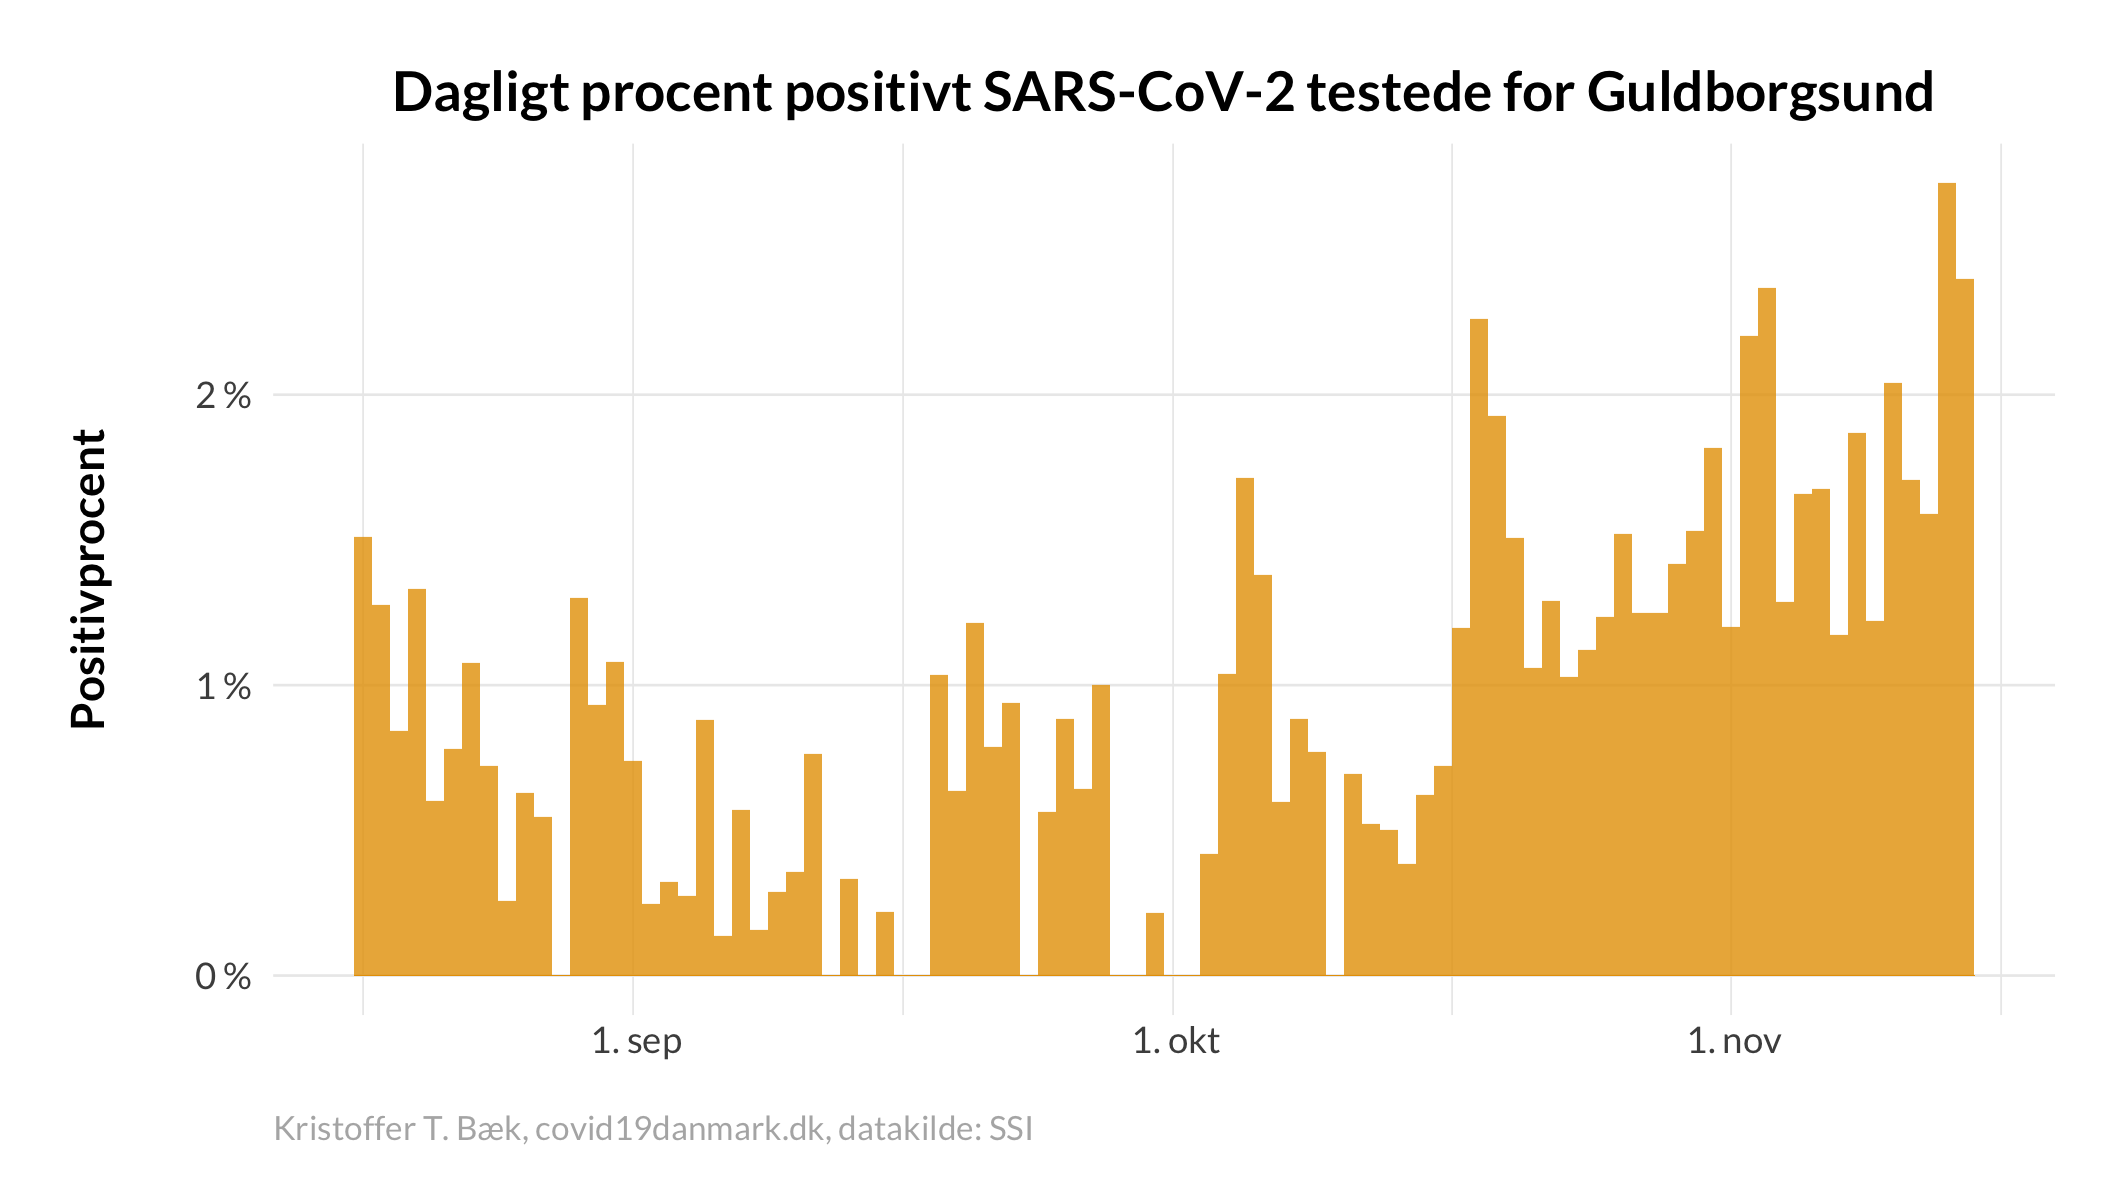 Dagligt procent positivt SARS-CoV-2 testede for Guldborgsund
Positivprocent
2 %
1 %
0 %
1. sep
1. okt
1. nov
Kristoffer T. Bæk, covid19danmark.dk, datakilde: SSI